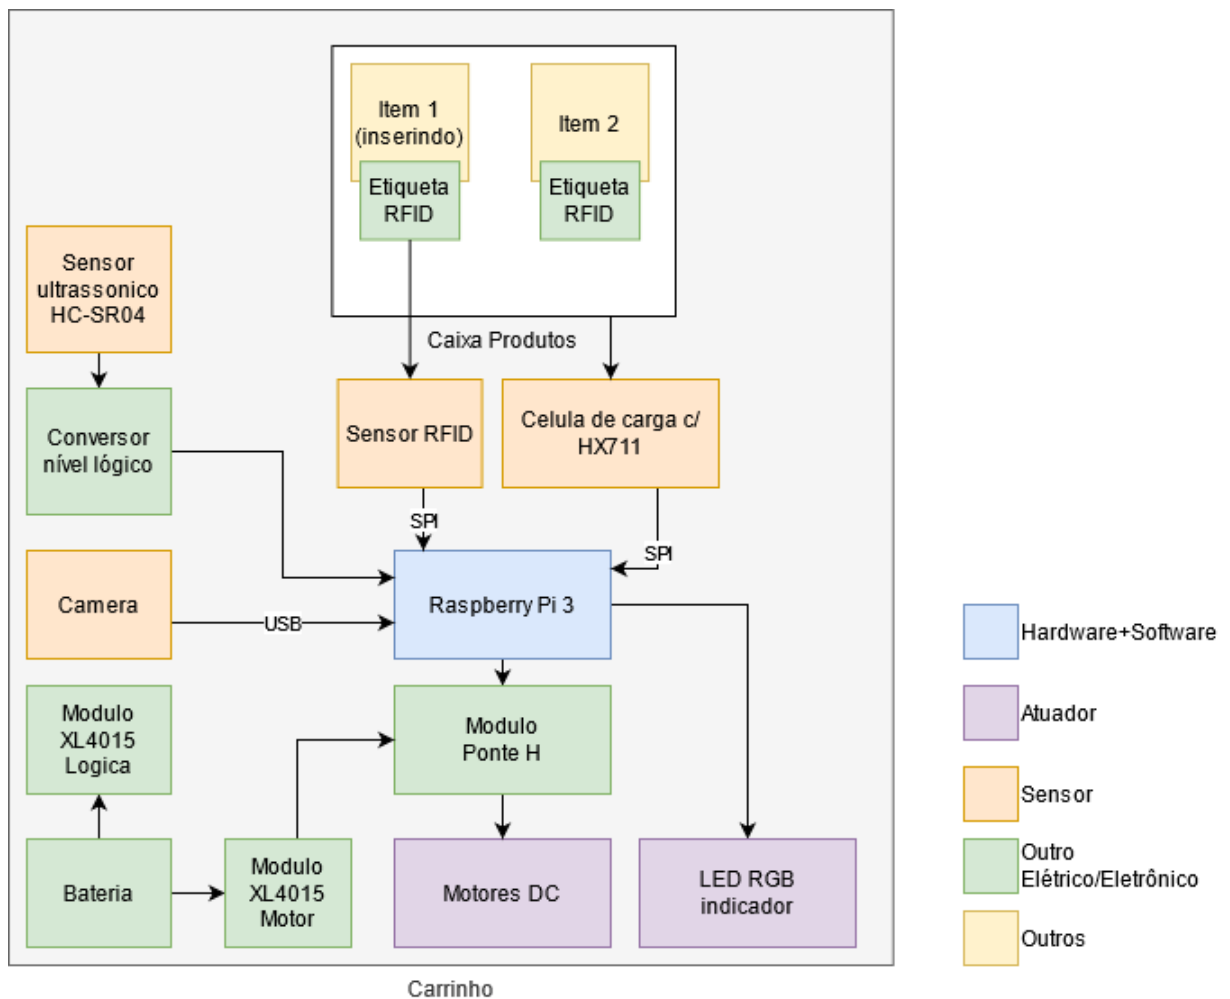 Item 1
(inserindo)
Item 2
Etiqueta
RFID
Etiqueta
RFID
Sensor
ultrassonico
HC-SR04
Caixa Produtos
Conversor
nível lógico
Sensor RFID
Celula de carga c/
HX711
SPI
SPI
Camera
USB
Raspberry Pi 3
Modulo
XL4015
Logica
Modulo
Ponte H
Bateria
Modulo
XL4015
Motor
Motores DC
LED RGB
indicador
Hardware+Software
Atuador
Sensor
Outro
Elétrico/Eletrônico
Outros
Carrinho